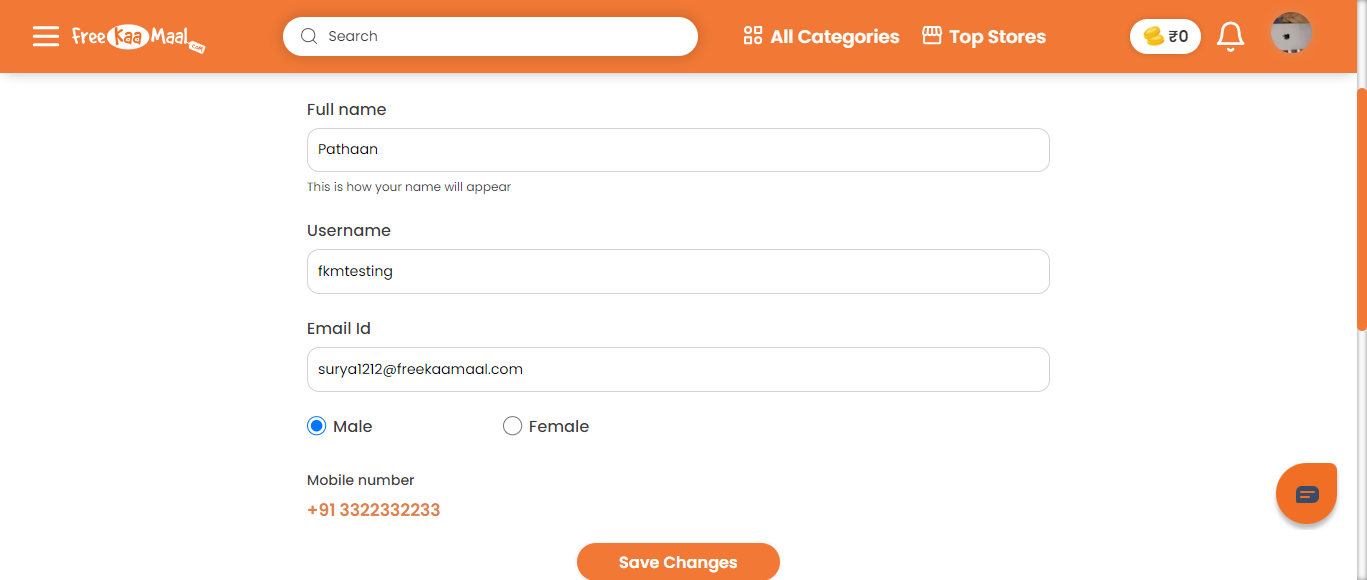 Free Kaa Maal .com
Search
All Categories
Top Stores
₹0
Full name
Pathaan
This is how your name will appear
Username
fkmtesting
Email Id
surya1212@freekaamaal.com
Male
Female
Mobile number
+91 3322332233
Save Changes